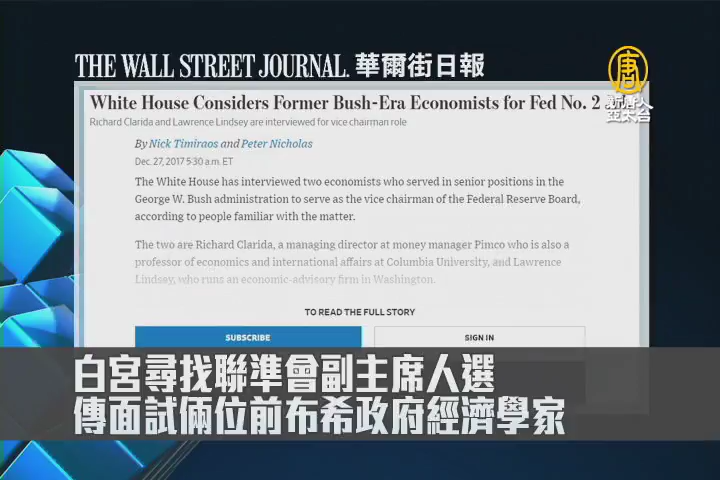 THE WALL STREET JOURNAL. 華爾街日報
唐
新唐人
亞太台
White House Considers Former Bush-Era Economists for Fed No. 2
Richard Clarida and Lawrence Lindsey are interviewed for vice chairman role
By Nick Timiraos and Peter Nicholas
Dec. 27, 2017 5:30 a.m. ET
The White House has interviewed two economists who served in senior positions in the
George W. Bush administration to serve as the vice chairman of the Federal Reserve Board,
according to people familiar with the matter.
The two are Richard Clarida, a managing director at money manager Pimco who is also a
professor of economics and international affairs at Columbia University, and Lawrence
Lindsey, who runs an economic-advisory firm in Washington.
TO READ THE FULL STORY
SUBSCRIBE
SIGN IN
白宮尋找聯準會副主席人選
傳面試倆位前布希政府經濟學家